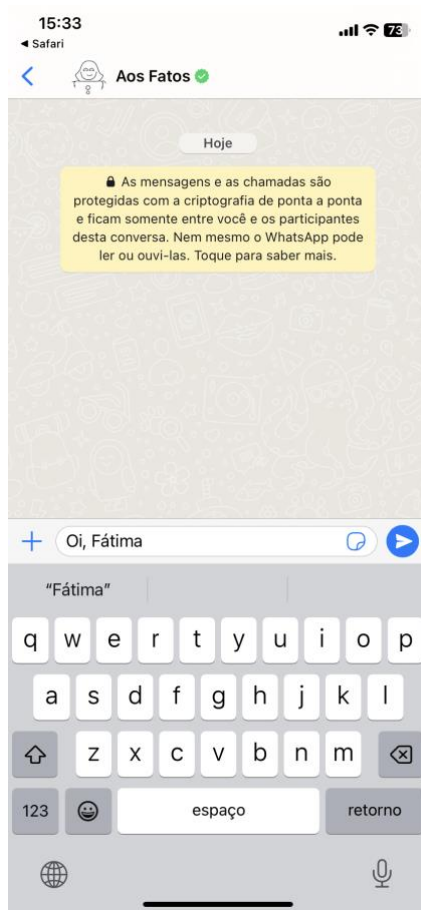 15:33
73
◀ Safari
Aos Fatos
Hoje
As mensagens e as chamadas são
protegidas com a criptografia de ponta a ponta
e ficam somente entre você e os participantes
desta conversa. Nem mesmo o WhatsApp pode
ler ou ouvi-las. Toque para saber mais.
Oi, Fátima
“Fátima”
q w e r t y u i o p
a s d f g h j k l
z x c v b n m
123 espaço retorno